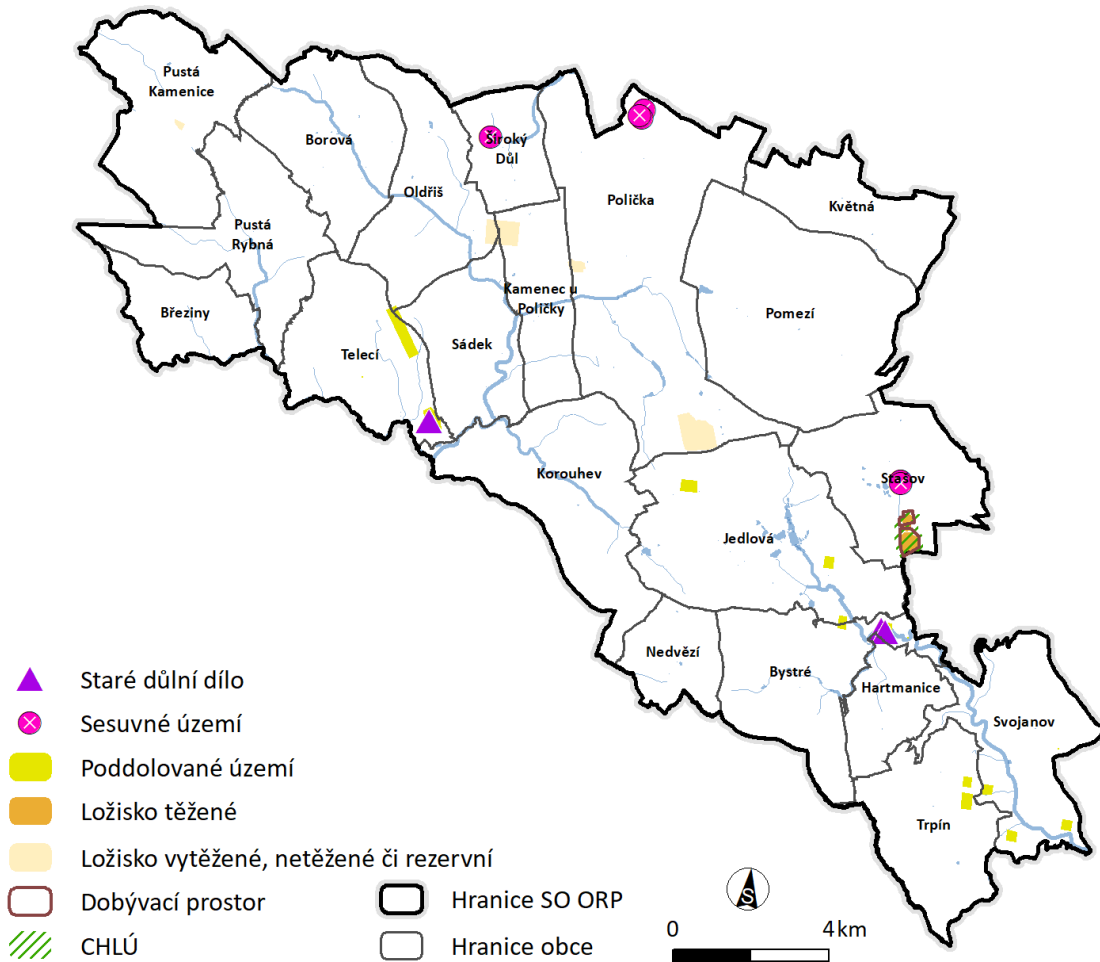 Pustá
Kamenice
Borová
Široký
Důl
Oldřiš
Polička
Květná
Pustá
Rybná
Kamenec u
Poličky
Březiny
Pomezí
Telecí
Sádek
Korouhev
Stašov
Jedlová
Nedvězí
Bystré
Hartmanice
Svojanov
Trpín
Staré důlní dílo
Sesuvné území
Poddolované území
Ložisko těžené
Ložisko vytěžené, netěžené či rezervní
Dobývací prostor
CHLÚ
Hranice SO ORP
Hranice obce
S
0 4 km